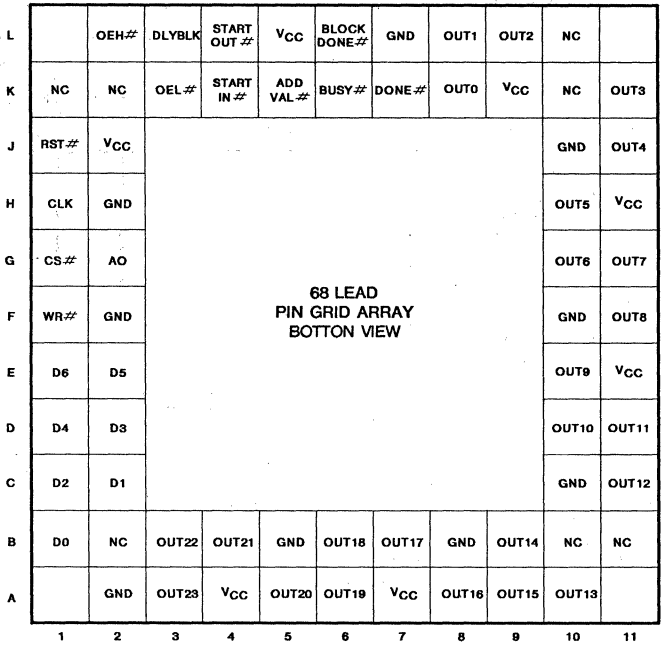 L OEH# DLYBLK START OUT # VCC BLOCK DONE# GND OUT1 OUT2 NC
K NC NC OEL# START IN# ADD VAL# BUSY# DONE# OUT0 VCC NC OUT3
J RST# VCC GND OUT4
H CLK GND OUT5 VCC
G CS# AO OUT6 OUT7
68 LEAD
PIN GRID ARRAY
BOTTON VIEW
F WR# GND GND OUT8
E D6 D5 OUT9 VCC
D D4 D3 OUT10 OUT11
C D2 D1 GND OUT12
B D0 NC OUT22 OUT21 GND OUT18 OUT17 GND OUT14 NC NC
A GND OUT23 VCC OUT20 OUT19 VCC OUT16 OUT15 OUT13
1 2 3 4 5 6 7 8 9 10 11